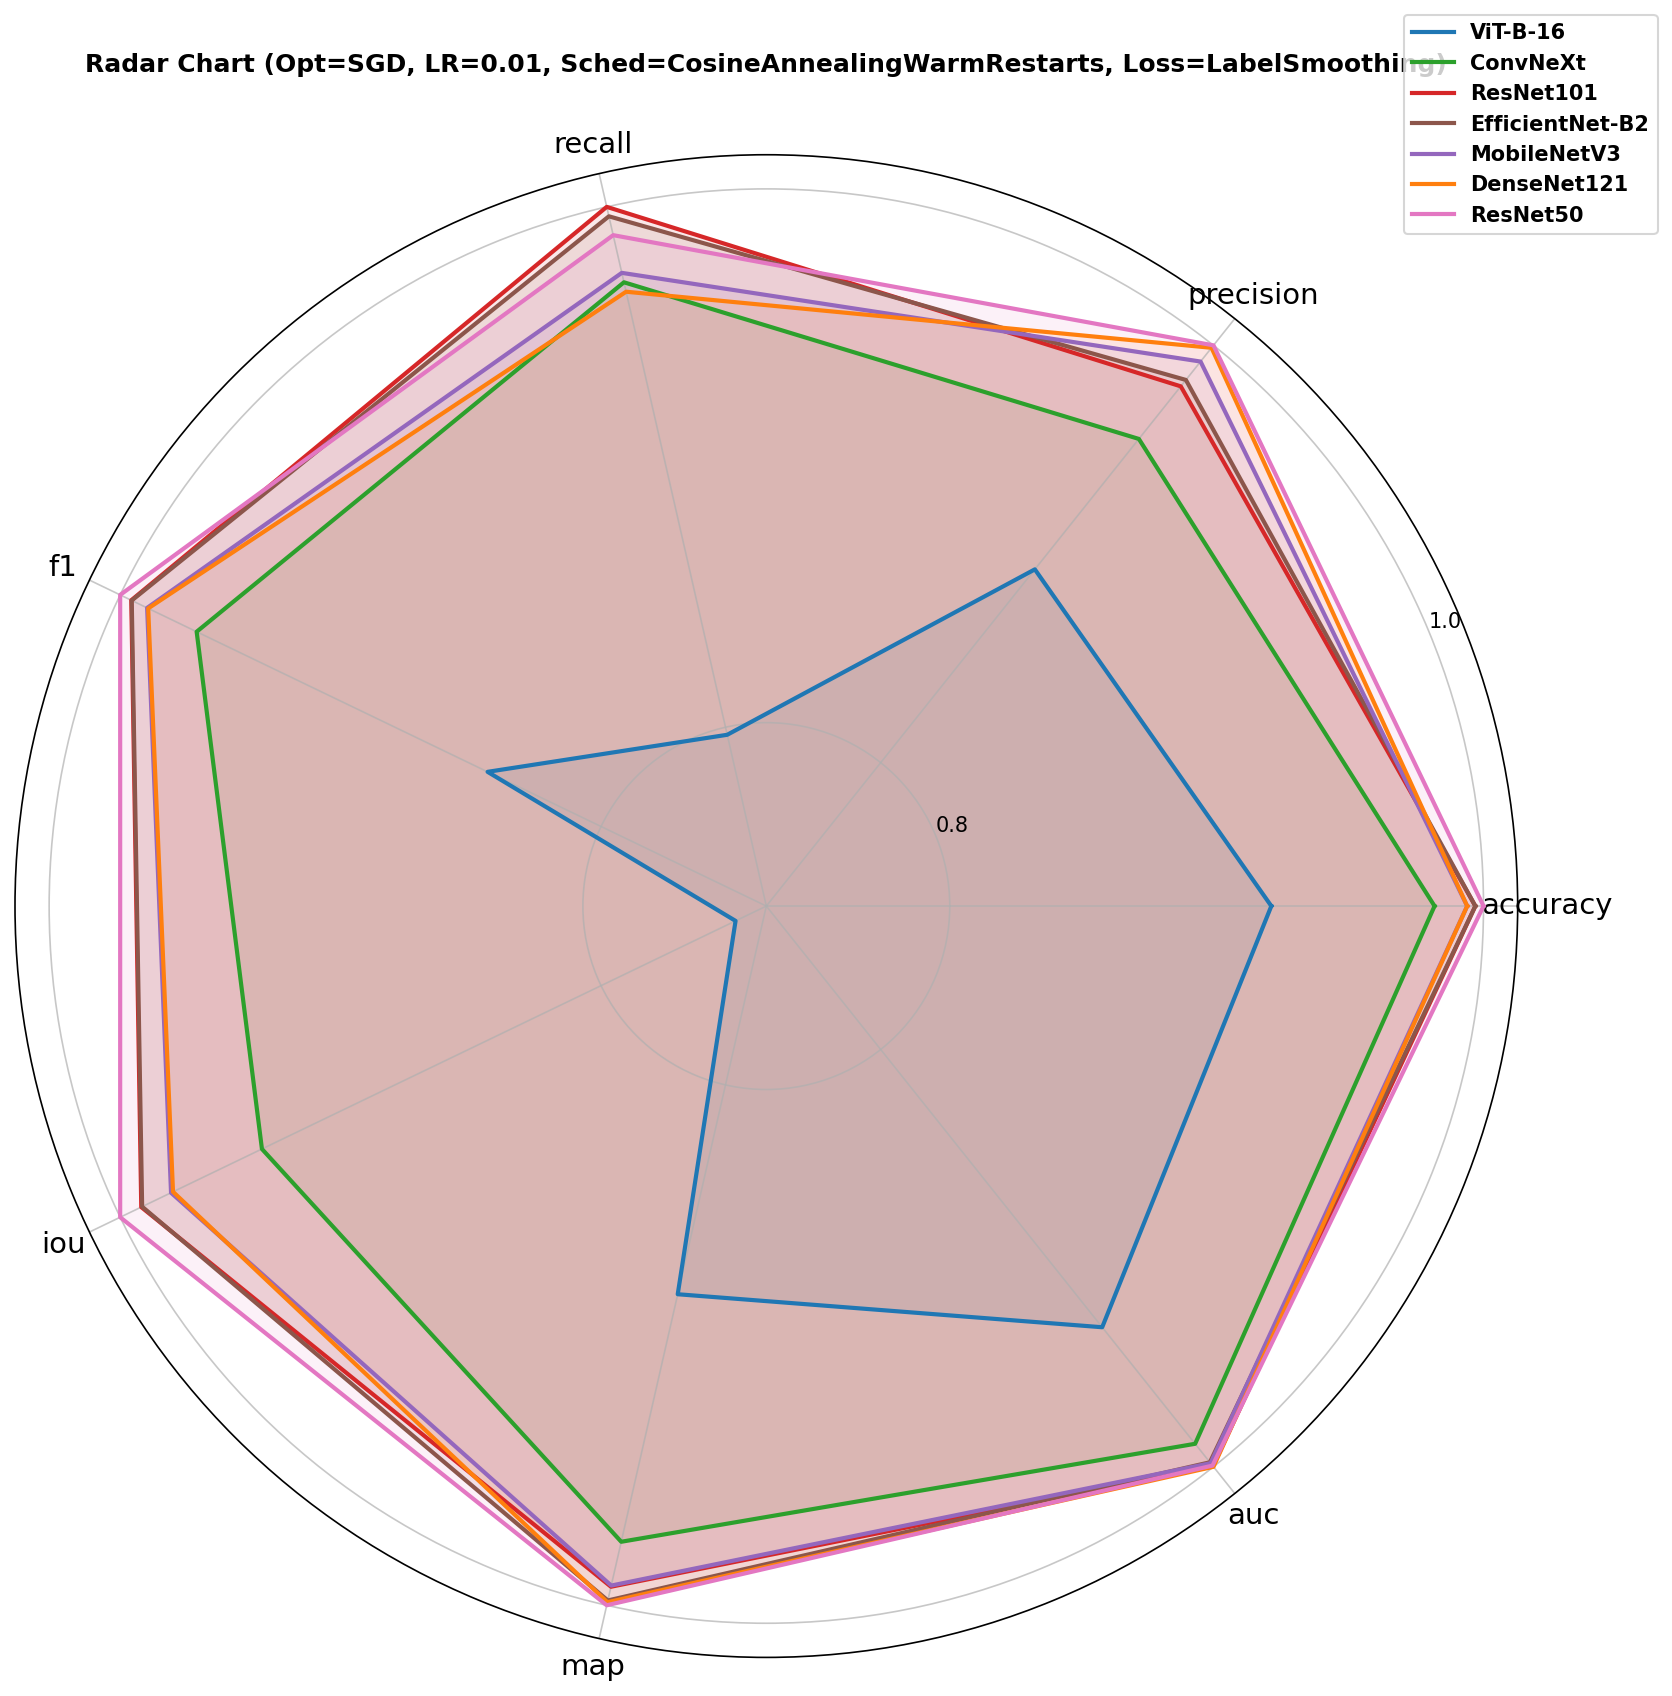 Radar Chart (Opt=SGD, LR=0.01, Sched=CosineAnnealingWarmRestarts, Loss=LabelSmoothing)
ViT-B-16
ConvNeXt
ResNet101
EfficientNet-B2
MobileNetV3
DenseNet121
ResNet50
recall
precision
f1
1.0
0.8
accuracy
iou
auc
map